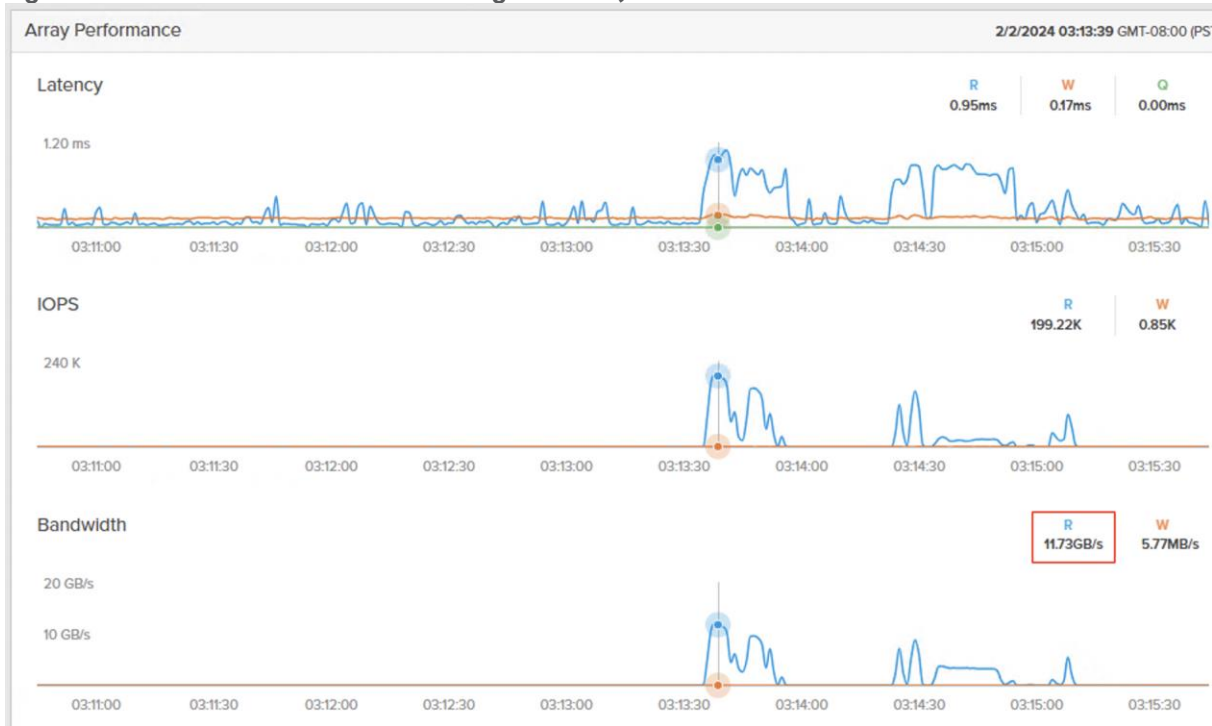 Array Performance 2/2/2024 03:13:39 GMT-08:00 (PS
Latency
R W Q
0.95ms 0.17ms 0.00ms
1.20 ms
03:11:00 03:11:30 03:12:00 03:12:30 03:13:00 03:13:30 03:14:00 03:14:30 03:15:00 03:15:30
IOPS
R W
199.22K 0.85K
240 K
03:11:00 03:11:30 03:12:00 03:12:30 03:13:00 03:13:30 03:14:00 03:14:30 03:15:00 03:15:30
Bandwidth
R W
11.73GB/s 5.77MB/s
20 GB/s
10 GB/s
03:11:00 03:11:30 03:12:00 03:12:30 03:13:00 03:13:30 03:14:00 03:14:30 03:15:00 03:15:30